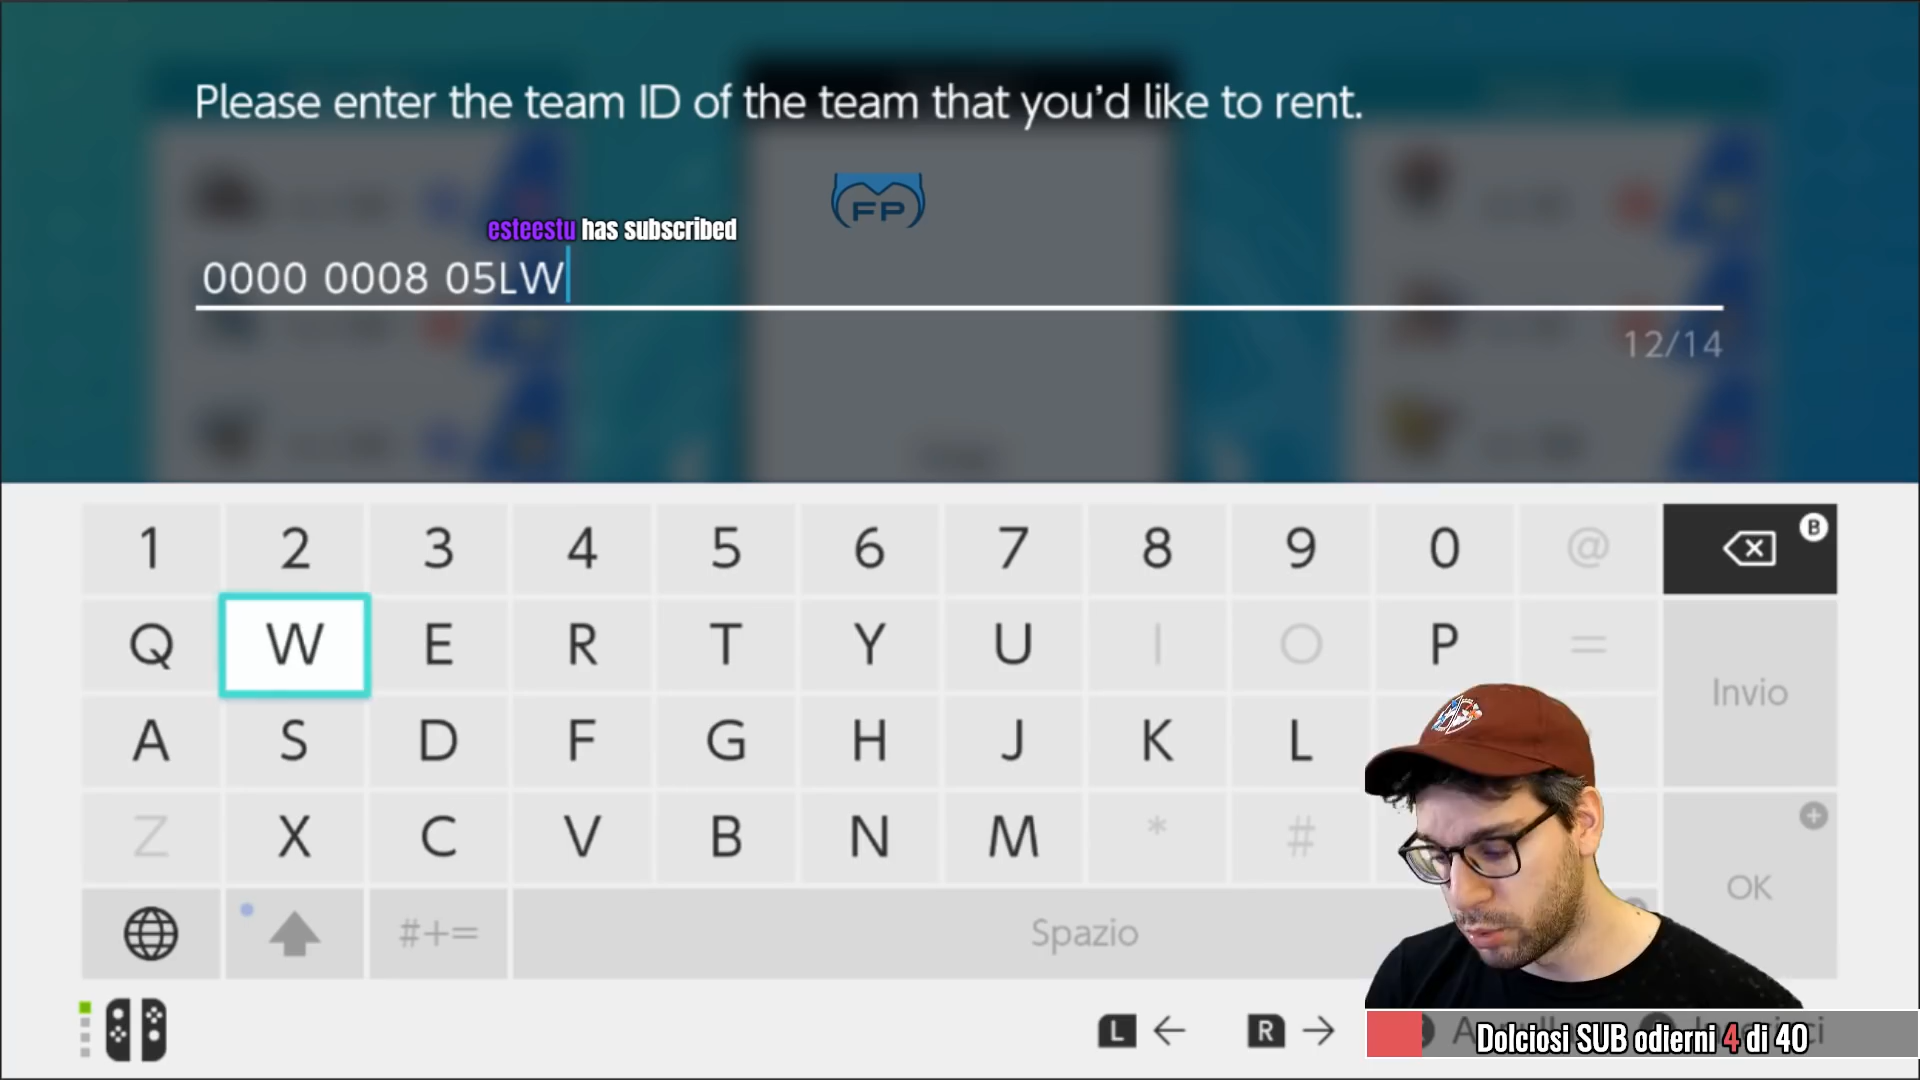 Please enter the team ID of the team that you'd like to rent.
FP
esteestu has subscribed
0000 0008 05LW
12/14
1 2 3 4 5 6 7 8 9 0 @
B
Q W E R T Y U I O P =
Invio
A S D F G H J K L
Z X C V B N M * #
+
OK
#+=
Spazio
L ← R →
Dolciosi SUB odierni 4 di 40